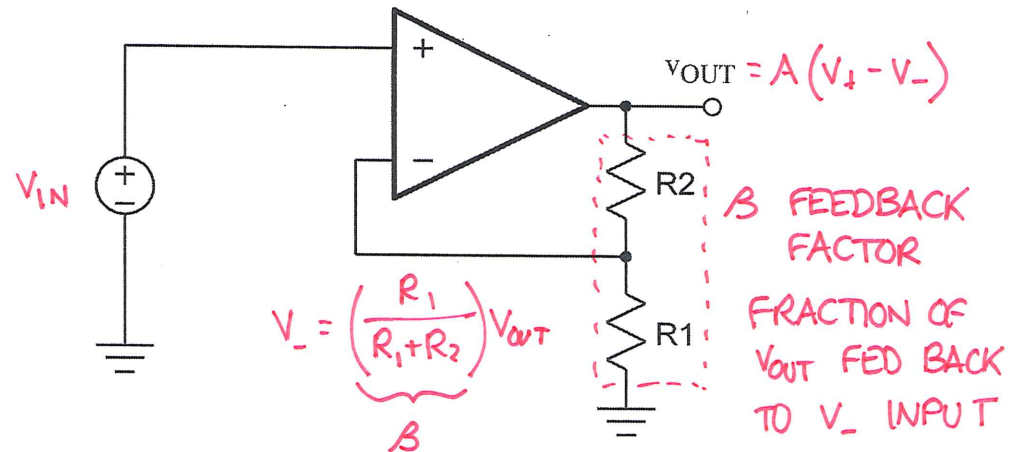 +
vOUT = A (V+ - V-)
-
VIN
+
-
R2
β FEEDBACK
FACTOR
V- = (R1 / (R1+R2)) VOUT
β
R1
FRACTION OF
VOUT FED BACK
TO V- INPUT